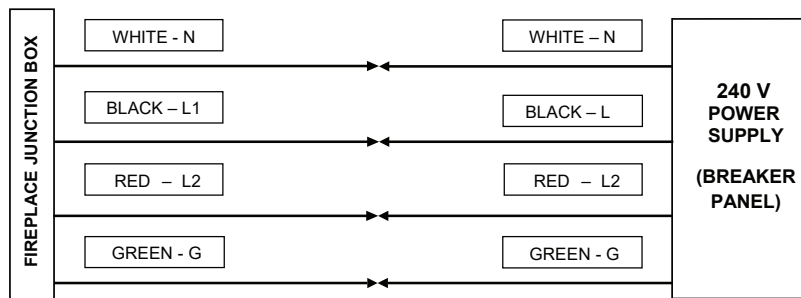 FIREPLACE JUNCTION BOX
WHITE - N
WHITE – N
BLACK – L1
BLACK – L
RED – L2
RED – L2
GREEN - G
GREEN - G
240 V
POWER
SUPPLY
(BREAKER
PANEL)